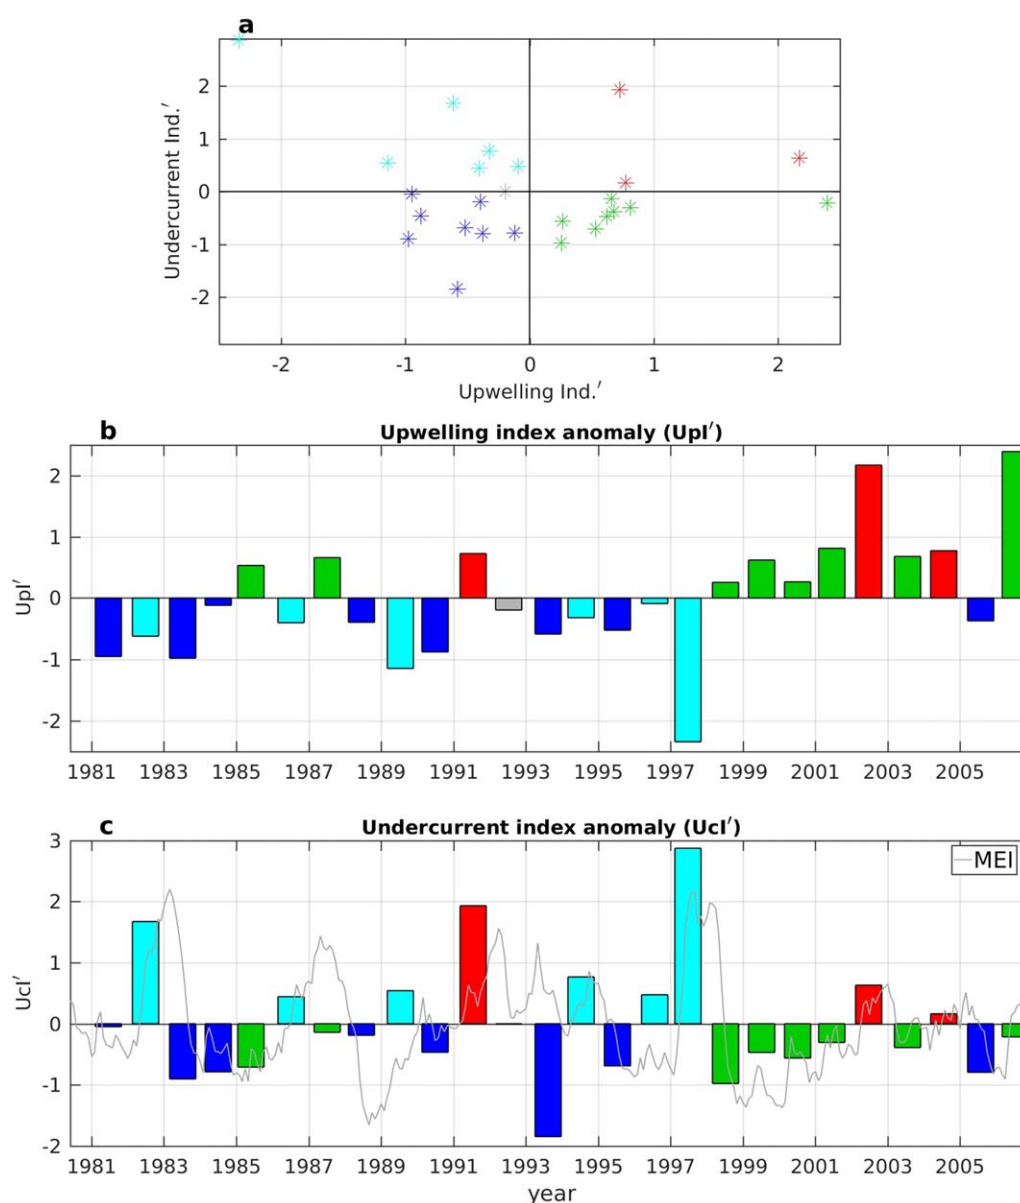 a
Undercurrent Ind.′
2
1
0
-1
-2
-2 -1 0 1 2
Upwelling Ind.′
b Upwelling index anomaly (UpI′)
UpI′
2
1
0
-1
-2
1981 1983 1985 1987 1989 1991 1993 1995 1997 1999 2001 2003 2005
c Undercurrent index anomaly (UcI′)
UcI′
3
MEI
2
1
0
-1
-2
1981 1983 1985 1987 1989 1991 1993 1995 1997 1999 2001 2003 2005
year